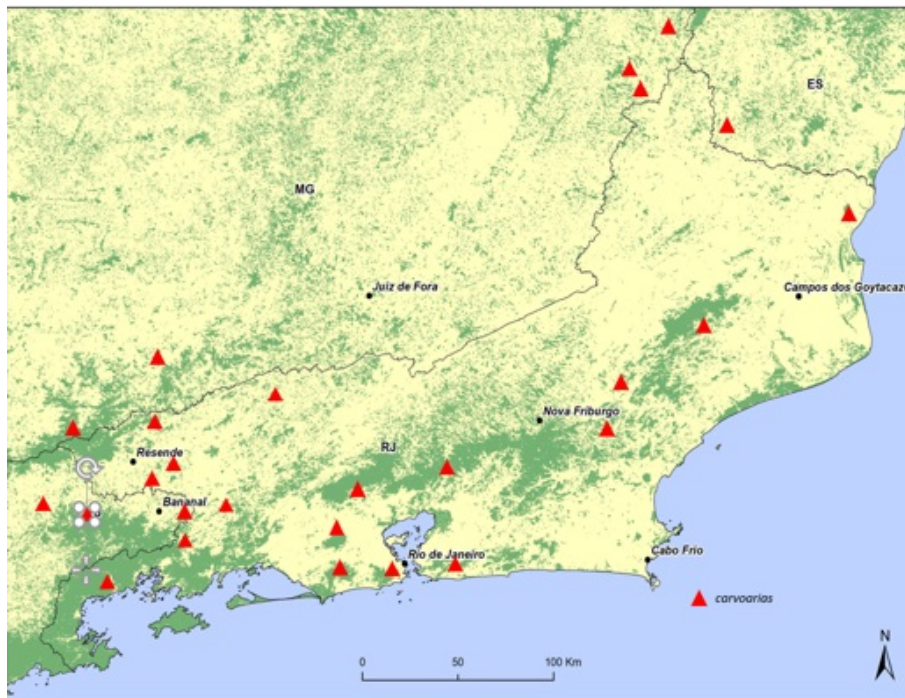 ES
MG
Juiz de Fora
Campos dos Goytacaz
Nova Friburgo
RJ
Resende
Bananal
Rio de Janeiro
Cabo Frio
carvoarias
N
0 50 100 Km